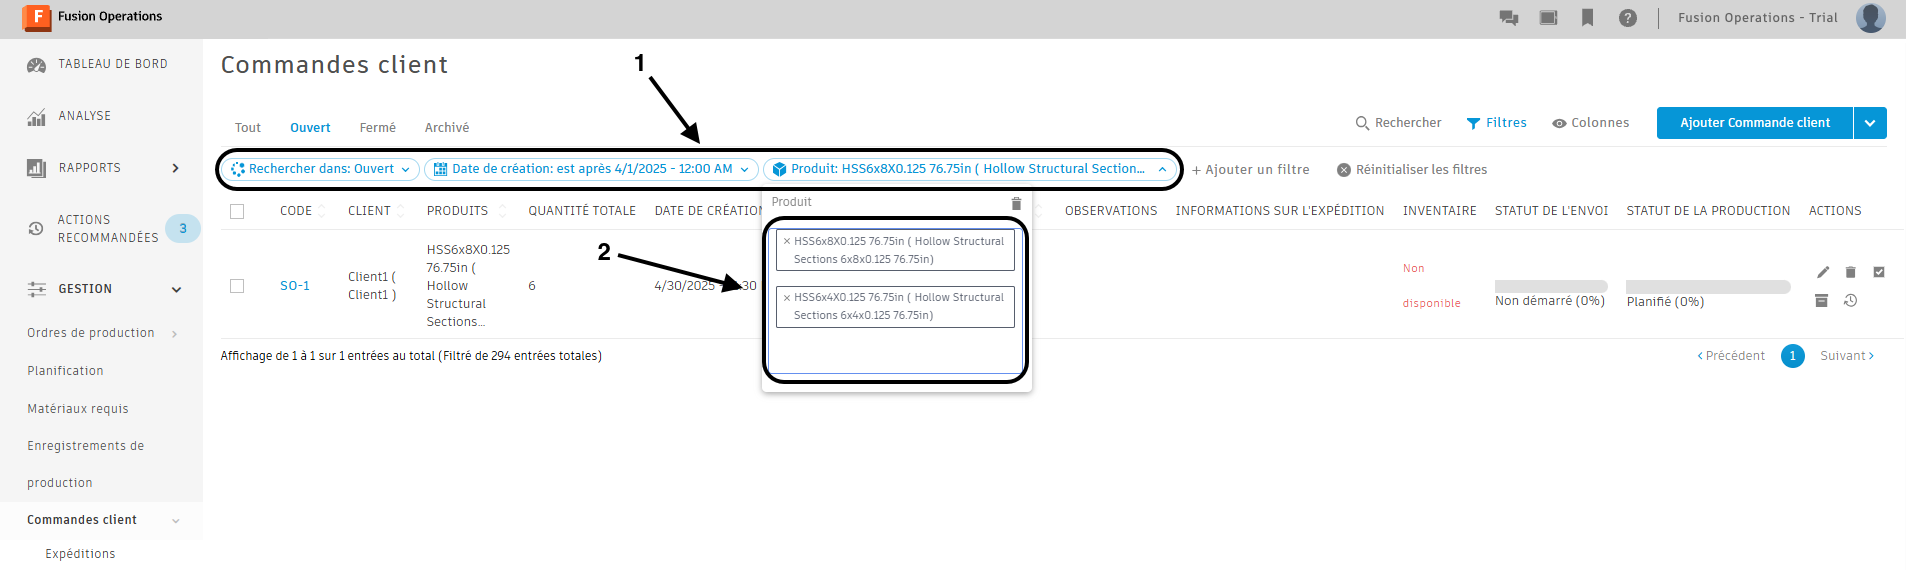 F Fusion Operations
Fusion Operations - Trial
TABLEAU DE BORD
ANALYSE
RAPPORTS
ACTIONS
RECOMMANDÉES
3
GESTION
Ordres de production
Planification
Matériaux requis
Enregistrements de
production
Commandes client
Expéditions
Commandes client
1
Tout Ouvert Fermé Archivé
Rechercher Filtres Colonnes Ajouter Commande client
Rechercher dans: Ouvert Date de création: est après 4/1/2025 - 12:00 AM Produit: HSS6x8X0.125 76.75in ( Hollow Structural Section... + Ajouter un filtre Réinitialiser les filtres
CODE CLIENT PRODUITS QUANTITÉ TOTALE DATE DE CRÉATION OBSERVATIONS INFORMATIONS SUR L'EXPÉDITION INVENTAIRE STATUT DE L'ENVOI STATUT DE LA PRODUCTION ACTIONS
SO-1
Client1 (
Client1 )
HSS6x8X0.125
76.75in (
Hollow
Structural
Sections...
6
4/30/2025 - 30
Non
disponible
Non démarré (0%)
Planifié (0%)
Produit
2
× HSS6x8X0.125 76.75in ( Hollow Structural
Sections 6x8x0.125 76.75in)
× HSS6x4X0.125 76.75in ( Hollow Structural
Sections 6x4x0.125 76.75in)
Affichage de 1 à 1 sur 1 entrées au total (Filtré de 294 entrées totales)
‹ Précédent 1 Suivant ›